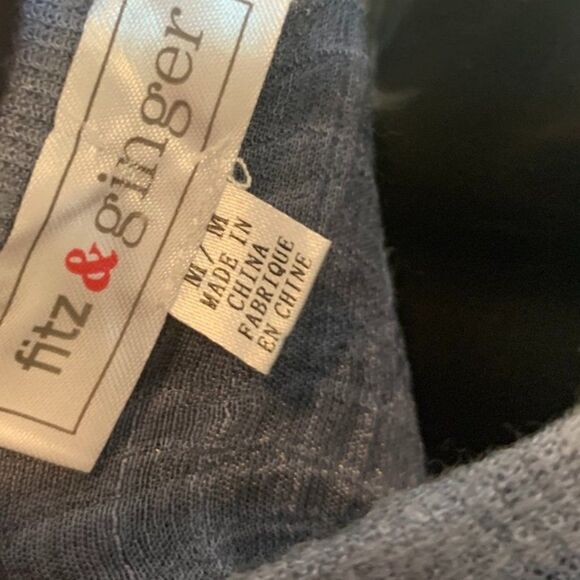 fitz & ginger
M/M
MADE IN
CHINA
FABRIQUE
EN CHINE